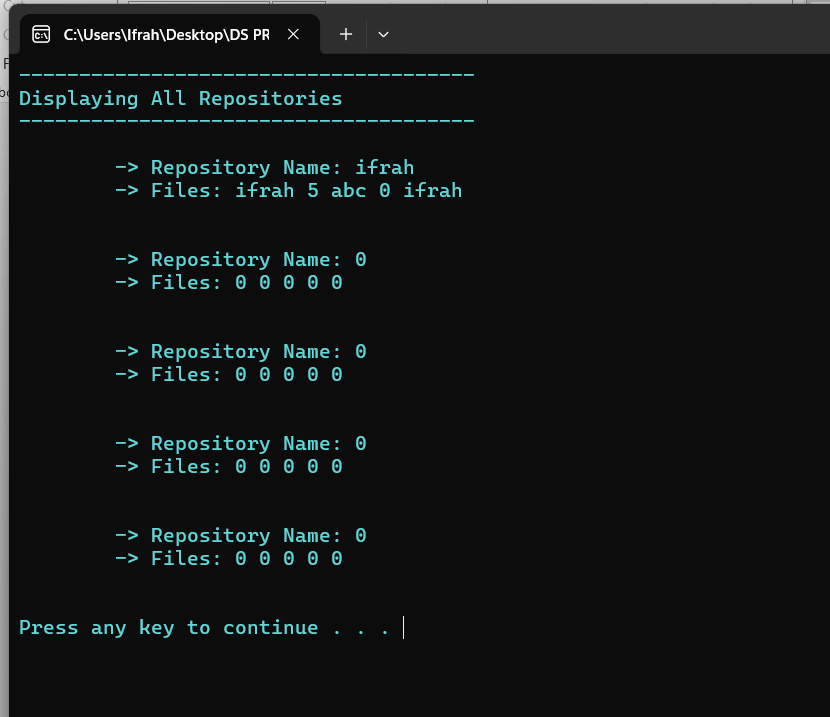 C:\Users\Ifrah\Desktop\DS PR
---------------------------------------
Displaying All Repositories
---------------------------------------
-> Repository Name: ifrah
-> Files: ifrah 5 abc 0 ifrah
-> Repository Name: 0
-> Files: 0 0 0 0 0
-> Repository Name: 0
-> Files: 0 0 0 0 0
-> Repository Name: 0
-> Files: 0 0 0 0 0
-> Repository Name: 0
-> Files: 0 0 0 0 0
Press any key to continue . . .